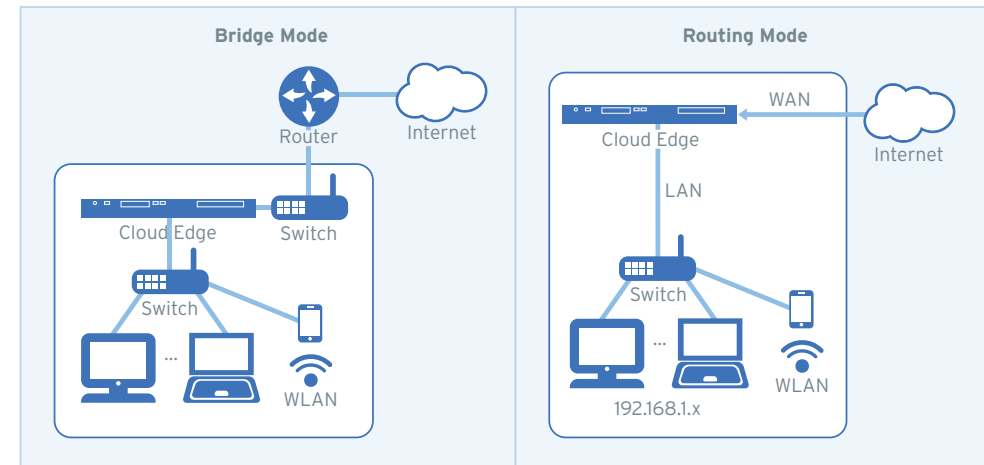 Bridge Mode
Router
Internet
Cloud Edge
Switch
Switch
...
WLAN
Routing Mode
WAN
Cloud Edge
Internet
LAN
Switch
...
WLAN
192.168.1.x